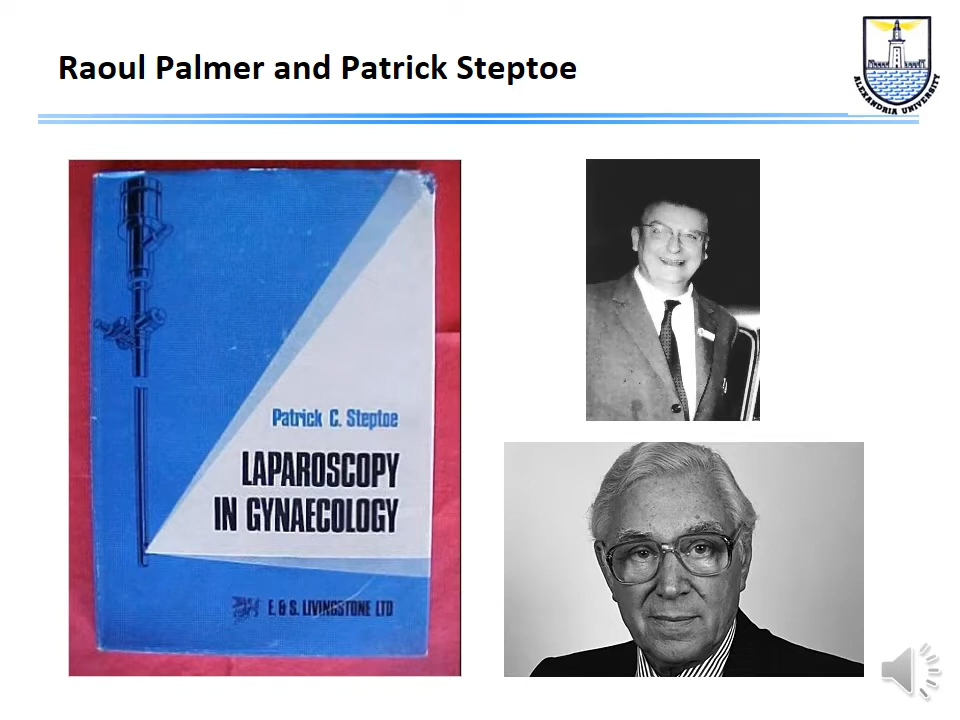 Raoul Palmer and Patrick Steptoe
ALEXANDRIA UNIVERSITY
Patrick C. Steptoe
LAPAROSCOPY
IN GYNAECOLOGY
E. & S. LIVINGSTONE LTD